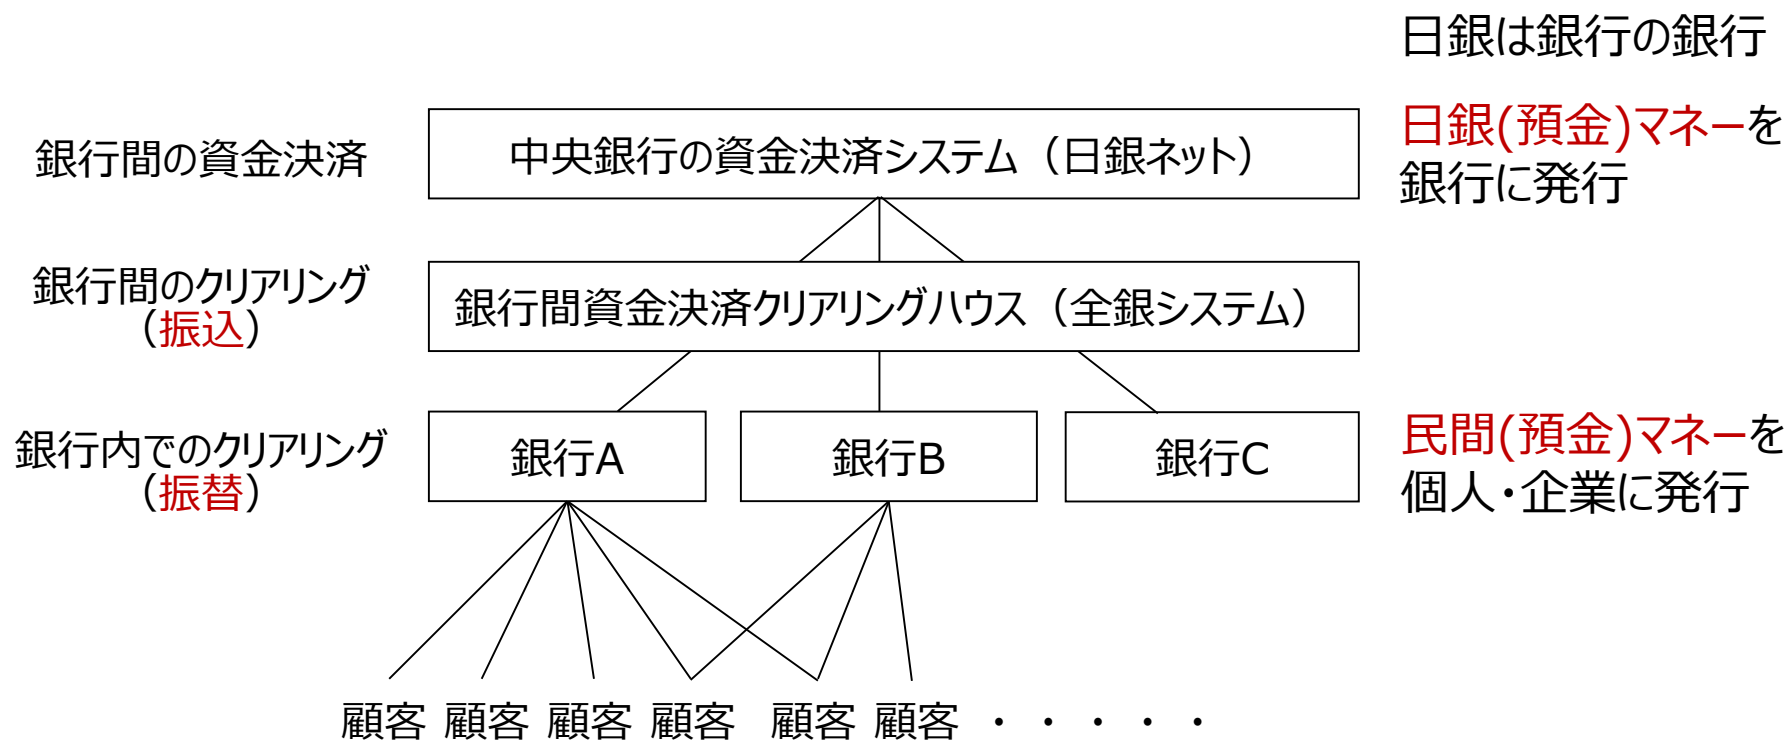 日銀は銀行の銀行
銀行間の資金決済
中央銀行の資金決済システム（日銀ネット）
日銀(預金)マネーを
銀行に発行
銀行間のクリアリング
（振込）
銀行間資金決済クリアリングハウス（全銀システム）
銀行内でのクリアリング
（振替）
銀行A
銀行B
銀行C
民間(預金)マネーを
個人・企業に発行
顧客 顧客 顧客 顧客 顧客 顧客 ・・・・・